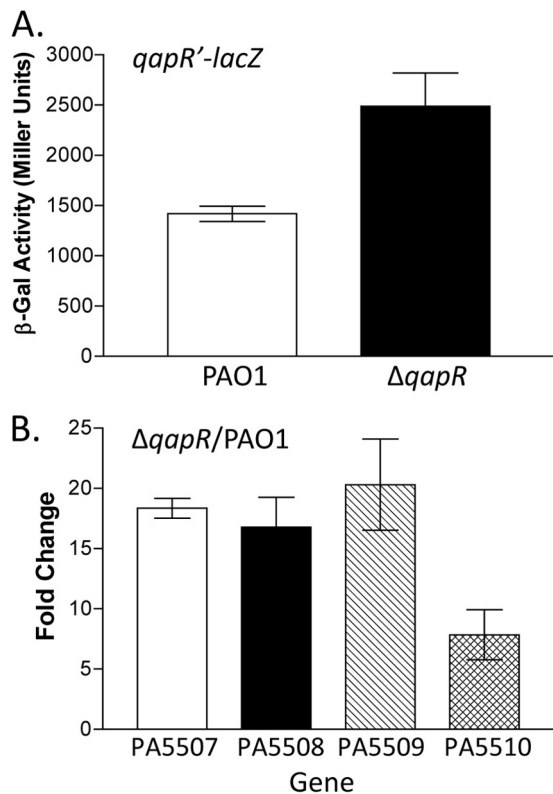 A.
qapR'-lacZ
β-Gal Activity (Miller Units)
3000
2500
2000
1500
1000
500
0
PAO1 ΔqapR
B.
ΔqapR/PAO1
Fold Change
25
20
15
10
5
0
PA5507 PA5508 PA5509 PA5510
Gene